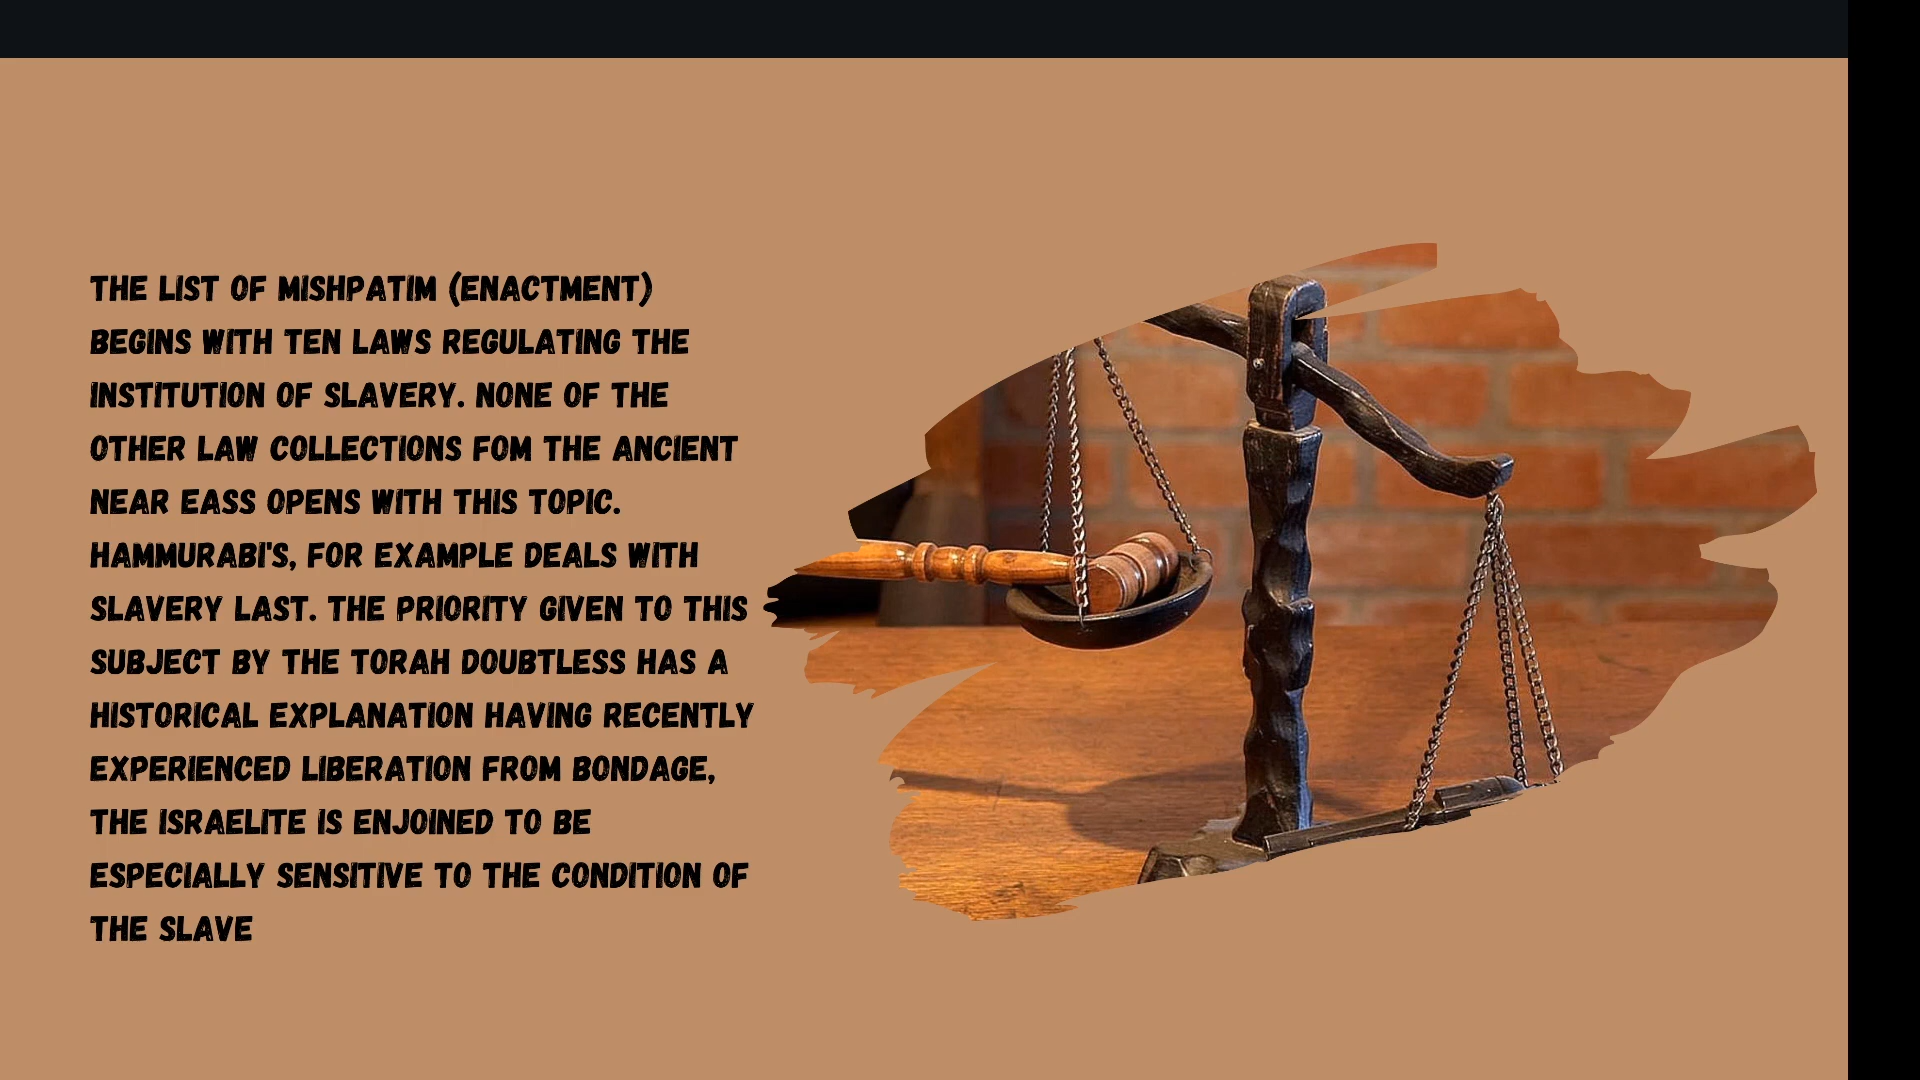 THE LIST OF MISHPATIM (ENACTMENT)
BEGINS WITH TEN LAWS REGULATING THE
INSTITUTION OF SLAVERY. NONE OF THE
OTHER LAW COLLECTIONS FOM THE ANCIENT
NEAR EASS OPENS WITH THIS TOPIC.
HAMMURABI'S, FOR EXAMPLE DEALS WITH
SLAVERY LAST. THE PRIORITY GIVEN TO THIS
SUBJECT BY THE TORAH DOUBTLESS HAS A
HISTORICAL EXPLANATION HAVING RECENTLY
EXPERIENCED LIBERATION FROM BONDAGE,
THE ISRAELITE IS ENJOINED TO BE
ESPECIALLY SENSITIVE TO THE CONDITION OF
THE SLAVE